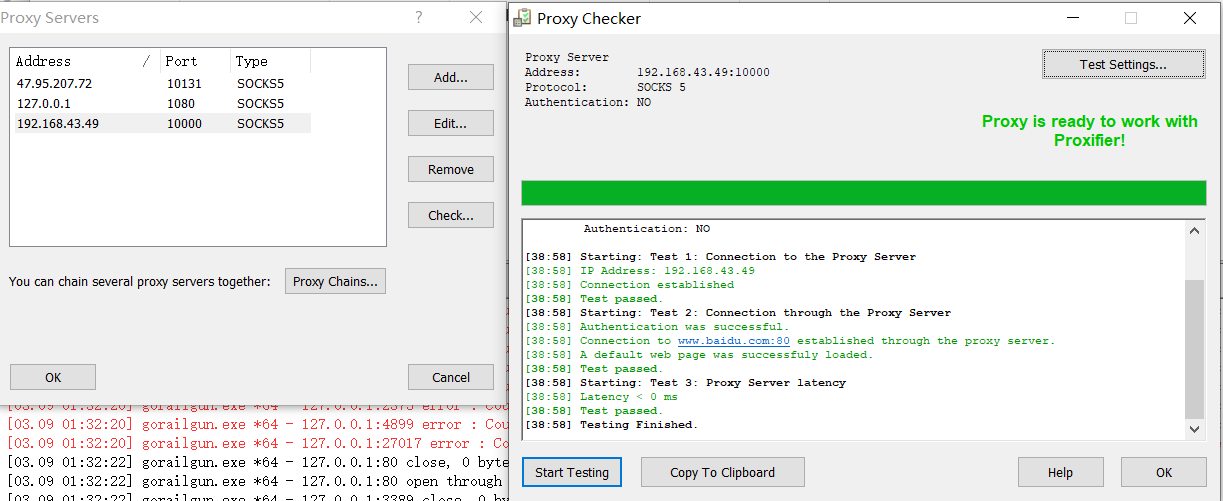 Proxy Servers
Address / Port Type
47.95.207.72 10131 SOCKS5
127.0.0.1 1080 SOCKS5
192.168.43.49 10000 SOCKS5
Add...
Edit...
Remove
Check...
You can chain several proxy servers together:
Proxy Chains...
OK
Cancel
[03.09 01:32:20] gorailgun.exe *64 - 127.0.0.1:2375 error : Cou
[03.09 01:32:20] gorailgun.exe *64 - 127.0.0.1:4899 error : Cou
[03.09 01:32:20] gorailgun.exe *64 - 127.0.0.1:27017 error : Co
[03.09 01:32:22] gorailgun.exe *64 - 127.0.0.1:80 close, 0 byte
[03.09 01:32:22] gorailgun.exe *64 - 127.0.0.1:80 open through
[03.09 01:32:22] gorailgun.exe *64 - 127.0.0.1:3389 close, 0 by
Proxy Checker
Proxy Server
Address: 192.168.43.49:10000
Protocol: SOCKS 5
Authentication: NO
Test Settings...
Proxy is ready to work with
Proxifier!
Authentication: NO
[38:58] Starting: Test 1: Connection to the Proxy Server
[38:58] IP Address: 192.168.43.49
[38:58] Connection established
[38:58] Test passed.
[38:58] Starting: Test 2: Connection through the Proxy Server
[38:58] Authentication was successful.
[38:58] Connection to www.baidu.com:80 established through the proxy server.
[38:58] A default web page was successfuly loaded.
[38:58] Test passed.
[38:58] Starting: Test 3: Proxy Server latency
[38:58] Latency < 0 ms
[38:58] Test passed.
[38:58] Testing Finished.
Start Testing
Copy To Clipboard
Help
OK